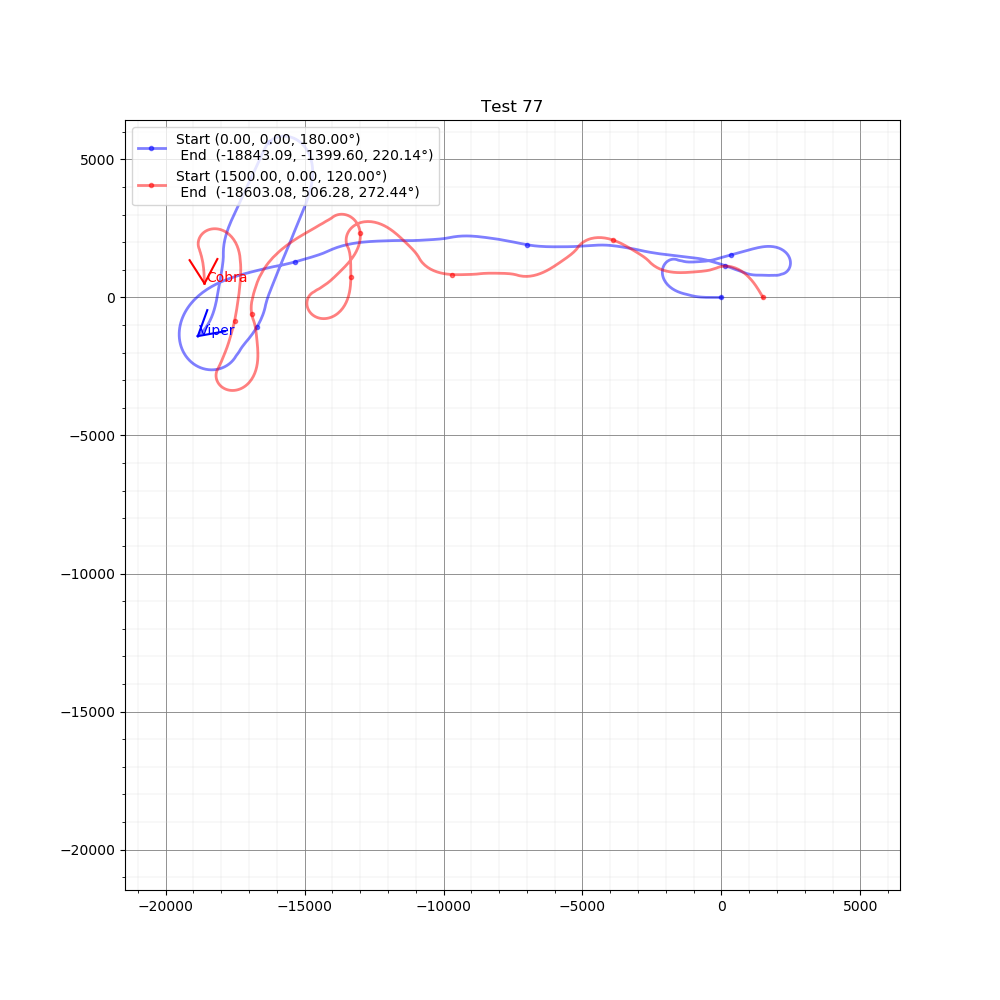 Test 77
Start (0.00, 0.00, 180.00°)
End  (-18843.09, -1399.60, 220.14°)
Start (1500.00, 0.00, 120.00°)
End  (-18603.08, 506.28, 272.44°)
5000
0
−5000
−10000
−15000
−20000
Cobra
Viper
−20000 −15000 −10000 −5000 0 5000